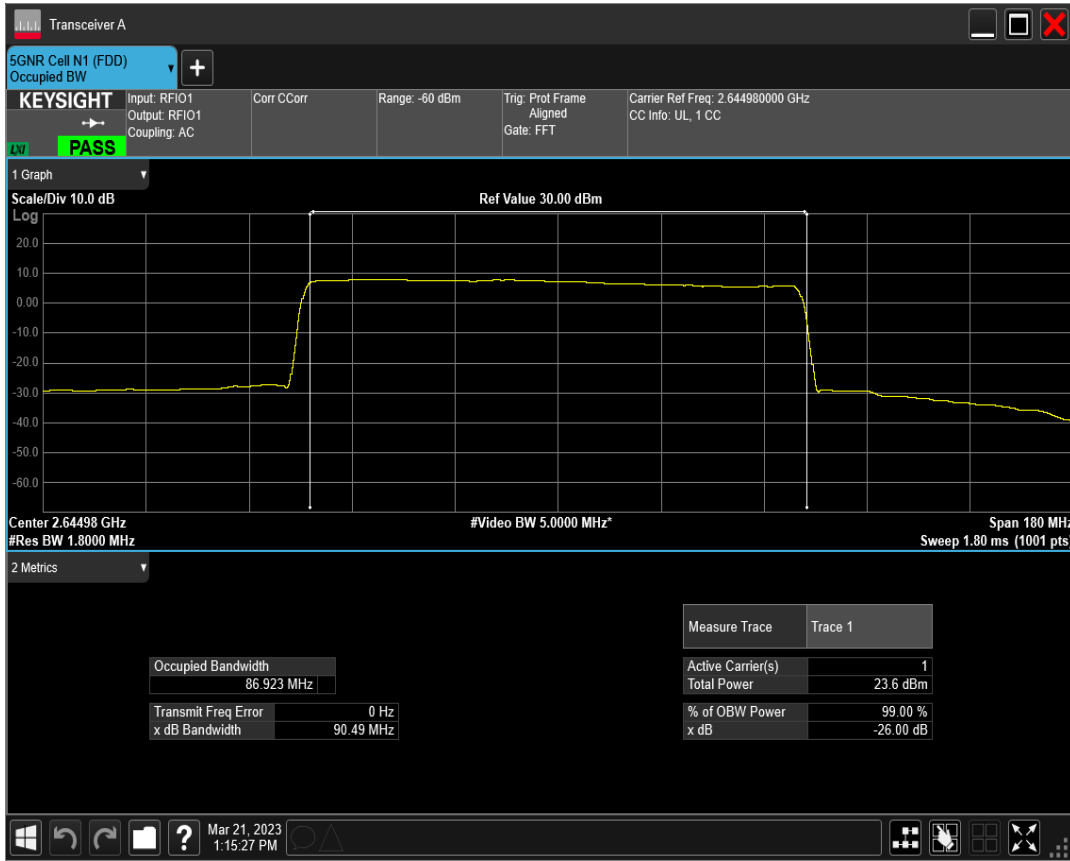 Transceiver A
5GNR Cell N1 (FDD)
Occupied BW
+
KEYSIGHT
LXI
PASS
Input: RFIO1
Output: RFIO1
Coupling: AC
Corr CCorr
Range: -60 dBm
Trig: Prot Frame
Aligned
Gate: FFT
Carrier Ref Freq: 2.644980000 GHz
CC Info: UL, 1 CC
1 Graph
Scale/Div 10.0 dB
Ref Value 30.00 dBm
Log
20.0
10.0
0.00
-10.0
-20.0
-30.0
-40.0
-50.0
-60.0
Center 2.64498 GHz
#Video BW 5.0000 MHz*
Span 180 MHz
#Res BW 1.8000 MHz
Sweep 1.80 ms (1001 pts)
2 Metrics
Measure Trace Trace 1
Occupied Bandwidth
86.923 MHz
Active Carrier(s) 1
Total Power 23.6 dBm
Transmit Freq Error 0 Hz
x dB Bandwidth 90.49 MHz
% of OBW Power 99.00 %
x dB -26.00 dB
?
Mar 21, 2023
1:15:27 PM